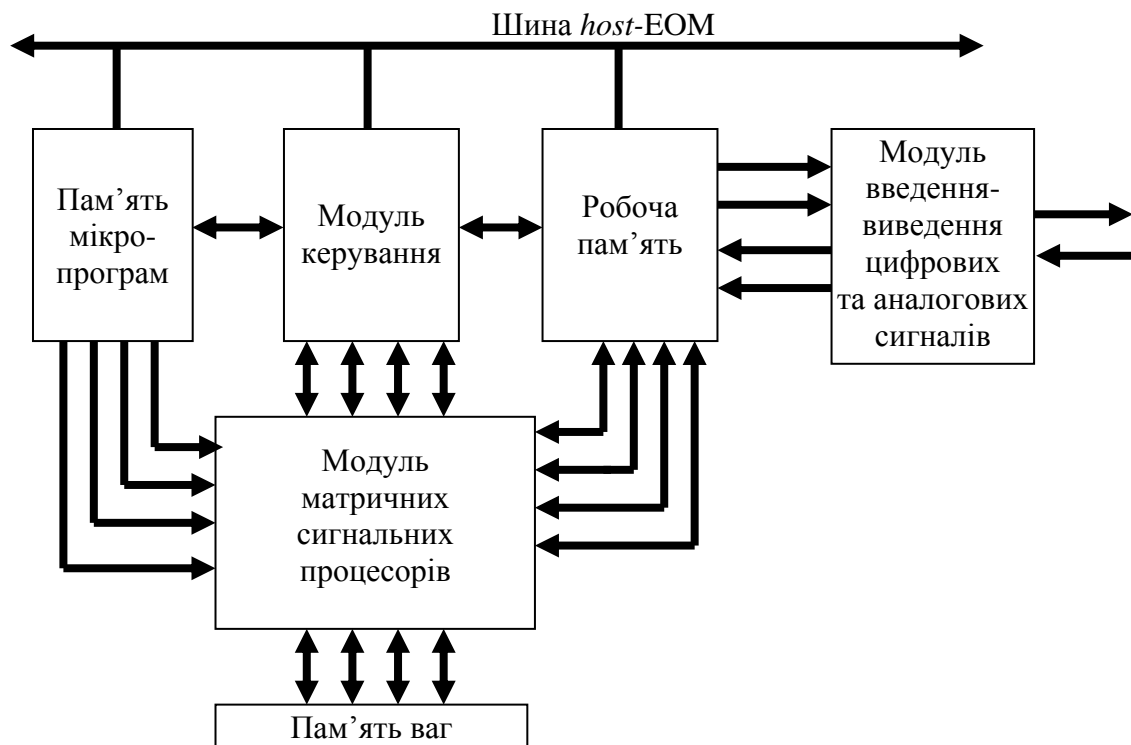 Шина host-ЕОМ
Пам’ять
мікро-
програм
Модуль
керування
Робоча
пам’ять
Модуль
введення-
виведення
цифрових
та аналогових
сигналів
Модуль
матричних
сигнальних
процесорів
Пам’ять ваг